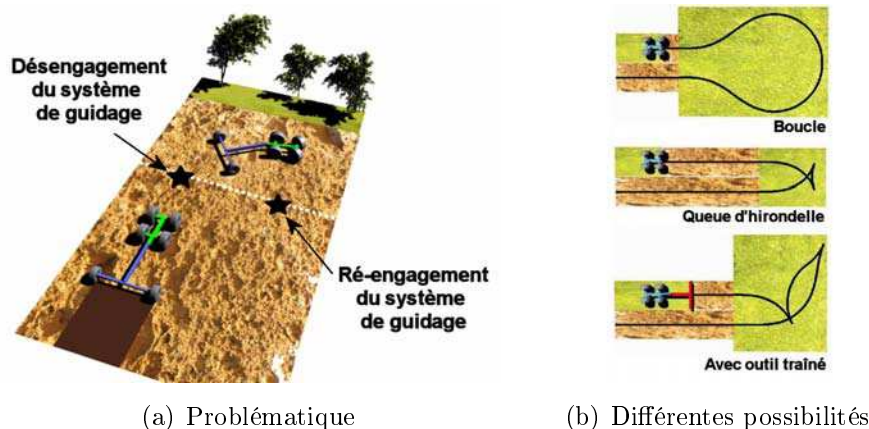 Désengagement
du système
de guidage
Ré-engagement
du système
de guidage
(a) Problématique
Boucle
Queue d'hirondelle
Avec outil traîné
(b) Différentes possibilités